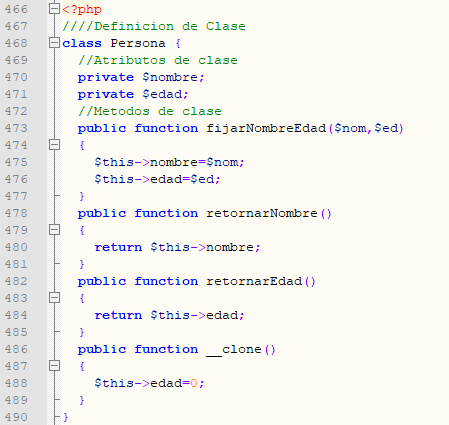 466 <?php
467 ////Definicion de Clase
468 class Persona {
469 //Atributos de clase
470 private $nombre;
471 private $edad;
472 //Metodos de clase
473 public function fijarNombreEdad($nom,$ed)
474 {
475 $this->nombre=$nom;
476 $this->edad=$ed;
477 }
478 public function retornarNombre()
479 {
480 return $this->nombre;
481 }
482 public function retornarEdad()
483 {
484 return $this->edad;
485 }
486 public function __clone()
487 {
488 $this->edad=0;
489 }
490 }